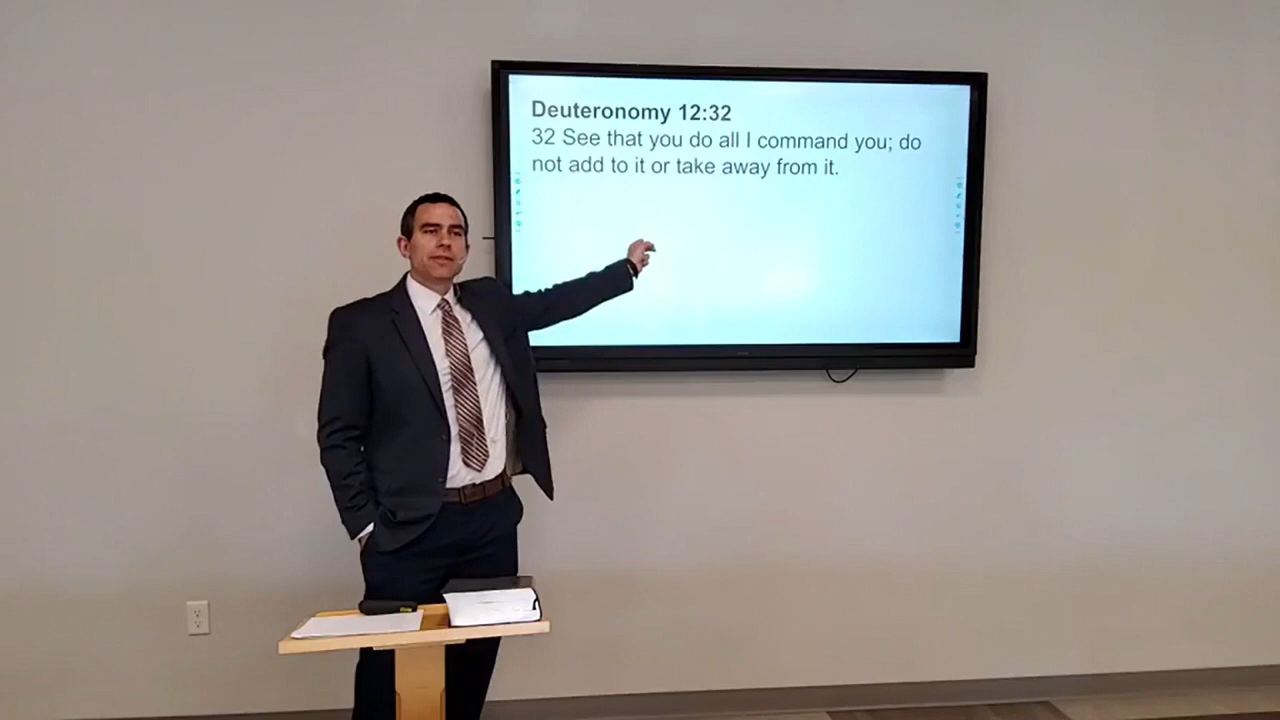 Deuteronomy 12:32
32 See that you do all I command you; do
not add to it or take away from it.